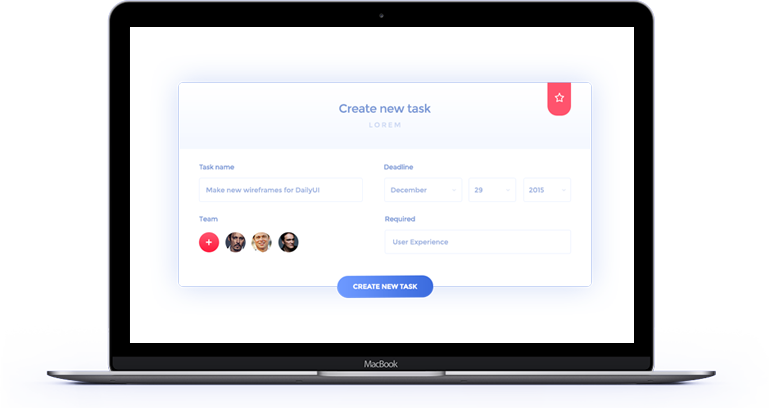 Create new task
LOREM
Task name
Deadline
Make new wireframes for DailyUI
December
29
2015
Team
Required
User Experience
CREATE NEW TASK
MacBook